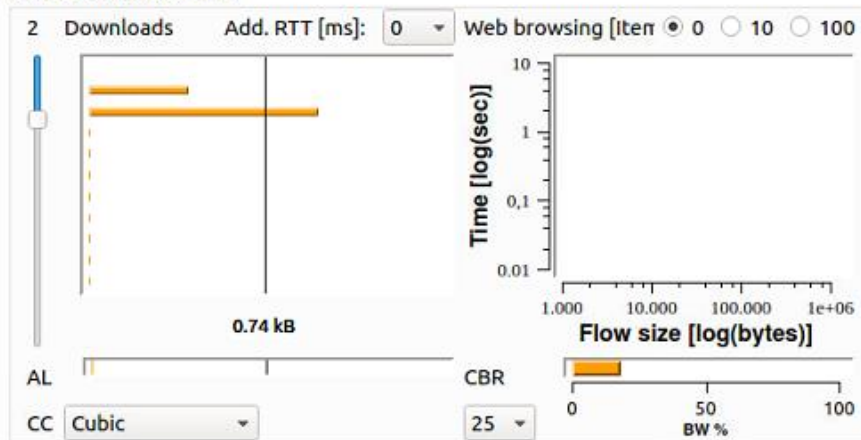 2 Downloads Add. RTT [ms]: 0 Web browsing [Iten 0 10 100
10
1
0,1
0.01
Time [log(sec)]
1.000 10.000 100.000 1e+06
0.74 kB
Flow size [log(bytes)]
AL CBR
CC Cubic 25 0 50 100
BW %